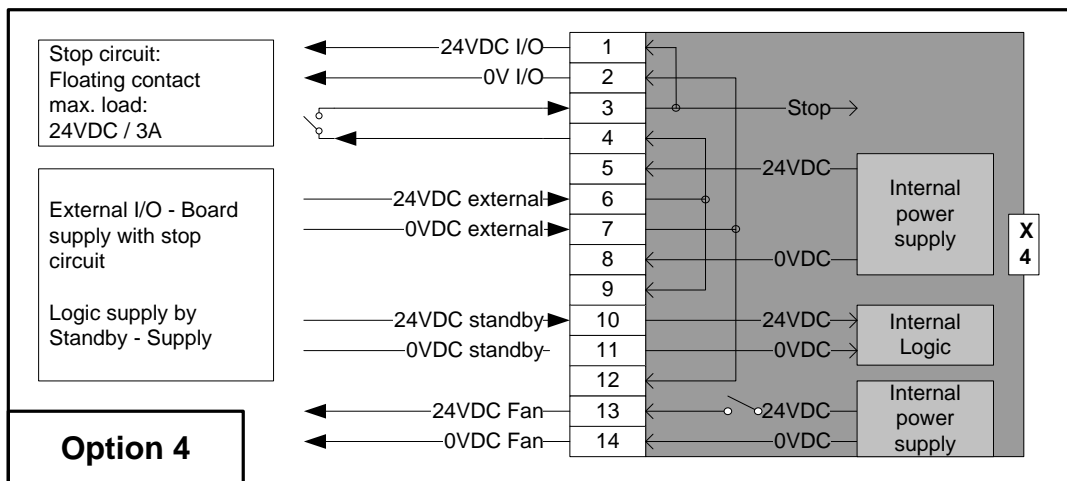 Stop circuit:
Floating contact
max. load:
24VDC / 3A
External I/O - Board
supply with stop
circuit
Logic supply by
Standby - Supply
Option 4
24VDC I/O
0V I/O
24VDC external
0VDC external
24VDC standby
0VDC standby
24VDC Fan
0VDC Fan
1
2
3
4
5
6
7
8
9
10
11
12
13
14
Stop
24VDC
0VDC
24VDC
0VDC
24VDC
0VDC
Internal
power
supply
Internal
Logic
Internal
power
supply
X
4